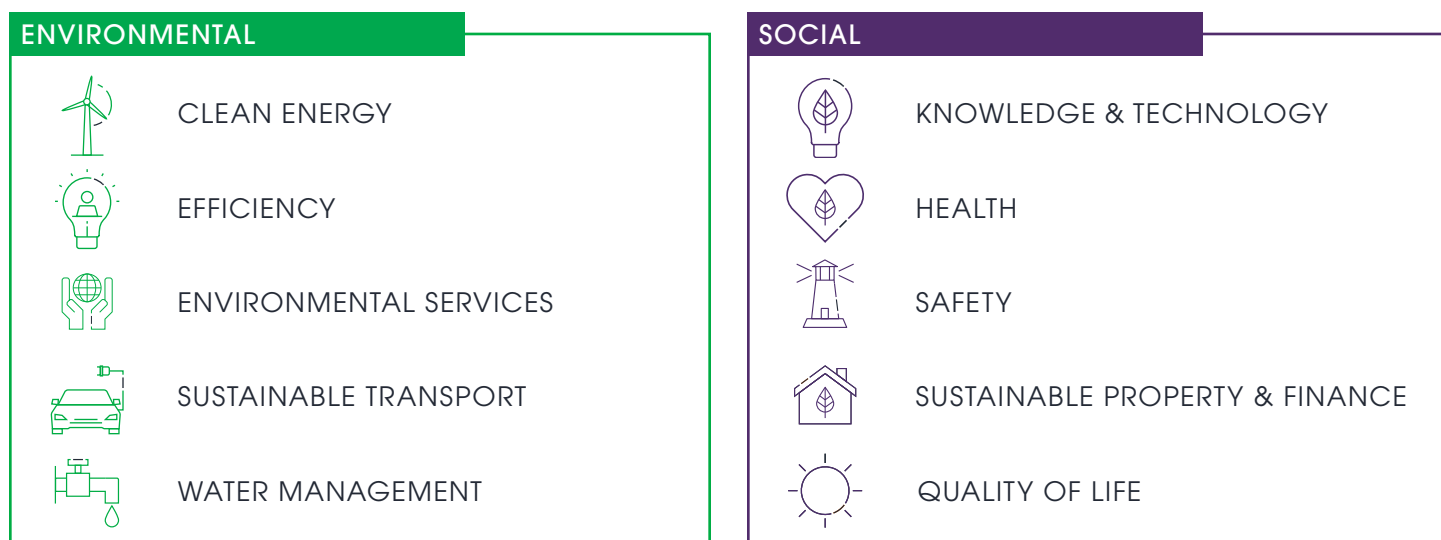 ENVIRONMENTAL
CLEAN ENERGY
EFFICIENCY
ENVIRONMENTAL SERVICES
SUSTAINABLE TRANSPORT
WATER MANAGEMENT
SOCIAL
KNOWLEDGE & TECHNOLOGY
HEALTH
SAFETY
SUSTAINABLE PROPERTY & FINANCE
QUALITY OF LIFE